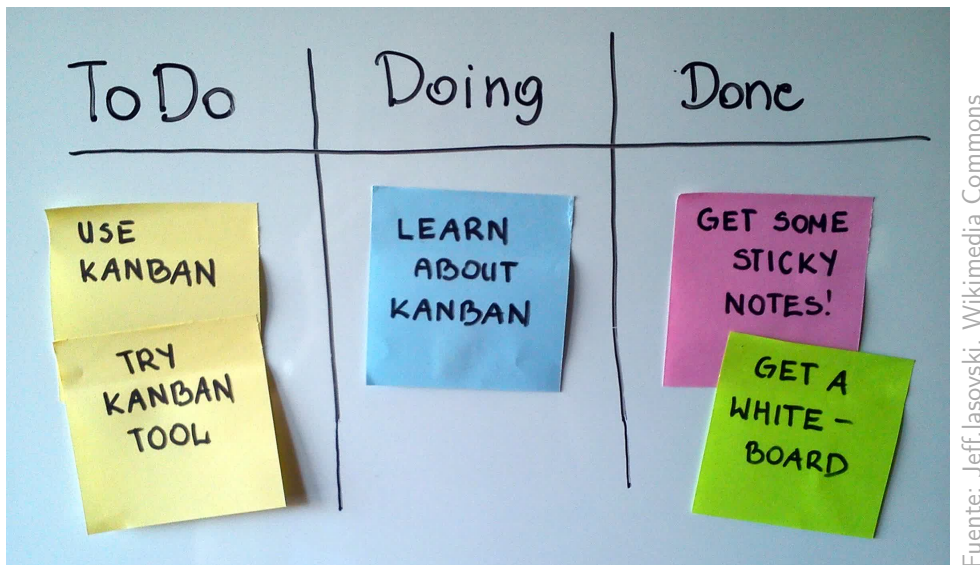 To Do
Doing
Done
USE
KANBAN
TRY
KANBAN
TOOL
LEARN
ABOUT
KANBAN
GET SOME
STICKY
NOTES!
GET A
WHITE-
BOARD
Fuente: Jeff.lasovski, Wikimedia Commons